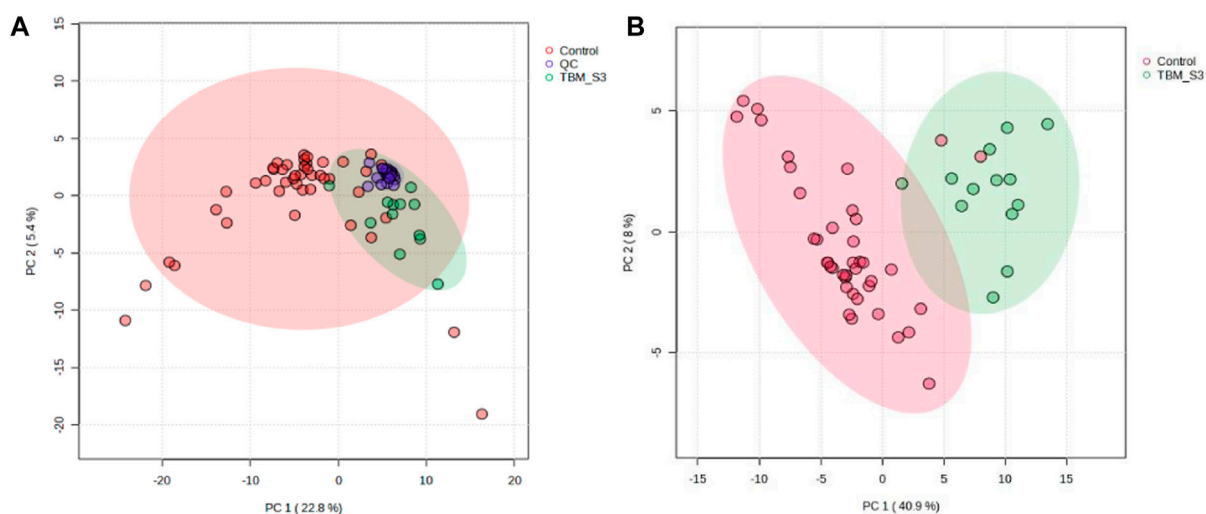 A
15
10
5
0
-5
-10
-15
-20
PC 2 ( 5.4 %)
-20
-10
0
10
20
PC 1 ( 22.8 %)
Control
QC
TBM_S3
B
5
0
-5
PC 2 ( 8 %)
-15
-10
-5
0
5
10
15
PC 1 ( 40.9 %)
Control
TBM_S3